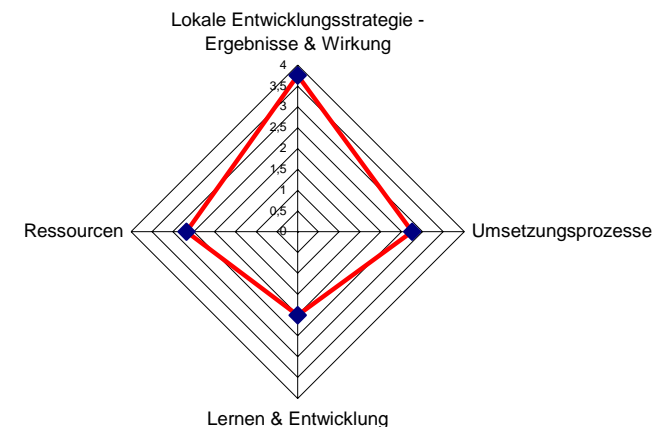 Lokale Entwicklungsstrategie -
Ergebnisse & Wirkung
4
3,5
3
2,5
2
1,5
1
0,5
0
Ressourcen
Umsetzungsprozesse
Lernen & Entwicklung